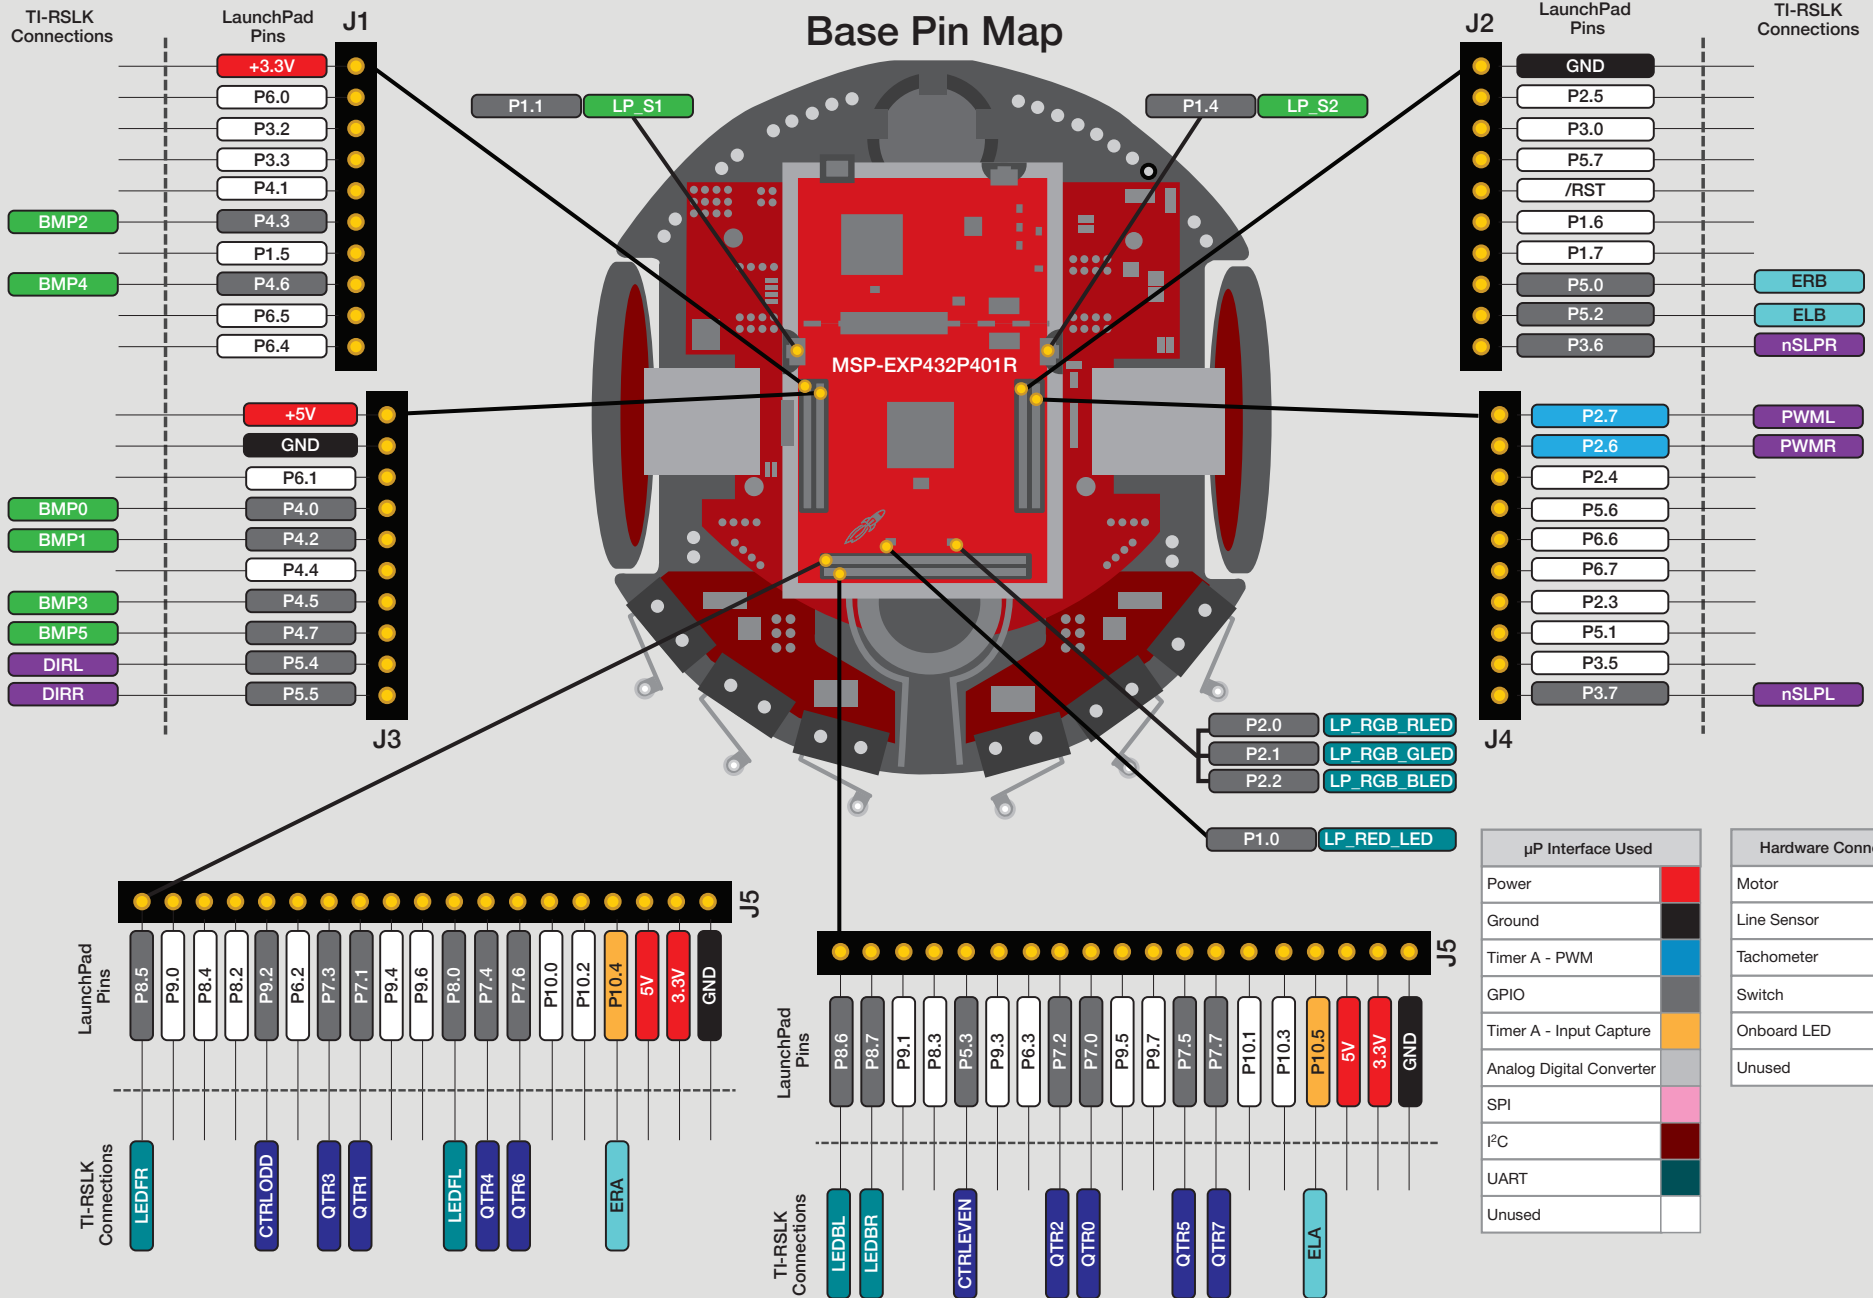 Base Pin Map
TI-RSLK
Connections
LaunchPad
Pins
J1
+3.3V
P6.0
P3.2
P3.3
P4.1
BMP2 P4.3
P1.5
BMP4 P4.6
P6.5
P6.4
+5V
GND
P6.1
BMP0 P4.0
BMP1 P4.2
P4.4
BMP3 P4.5
BMP5 P4.7
DIRL P5.4
DIRR P5.5
J3
P1.1 LP_S1
P1.4 LP_S2
MSP-EXP432P401R
J2
LaunchPad
Pins
TI-RSLK
Connections
GND
P2.5
P3.0
P5.7
/RST
P1.6
P1.7
P5.0 ERB
P5.2 ELB
P3.6 nSLPR
P2.7 PWML
P2.6 PWMR
P2.4
P5.6
P6.6
P6.7
P2.3
P5.1
P3.5
P3.7 nSLPL
J4
P2.0 LP_RGB_RLED
P2.1 LP_RGB_GLED
P2.2 LP_RGB_BLED
P1.0 LP_RED_LED
J5
LaunchPad
Pins
P8.5
P9.0
P8.4
P8.2
P9.2
P6.2
P7.3
P7.1
P9.4
P9.6
P8.0
P7.4
P7.6
P10.0
P10.2
P10.4
5V
3.3V
GND
TI-RSLK
Connections
LEDFR
CTRLODD
QTR3
QTR1
LEDFL
QTR4
QTR6
ERA
J5
LaunchPad
Pins
P8.6
P8.7
P9.1
P8.3
P5.3
P9.3
P6.3
P7.2
P7.0
P9.5
P9.7
P7.5
P7.7
P10.1
P10.3
P10.5
5V
3.3V
GND
TI-RSLK
Connections
LEDBL
LEDBR
CTRLEVEN
QTR2
QTR0
QTR5
QTR7
ELA
µP Interface Used
Power
Ground
Timer A - PWM
GPIO
Timer A - Input Capture
Analog Digital Converter
SPI
I²C
UART
Unused
Hardware Conn
Motor
Line Sensor
Tachometer
Switch
Onboard LED
Unused